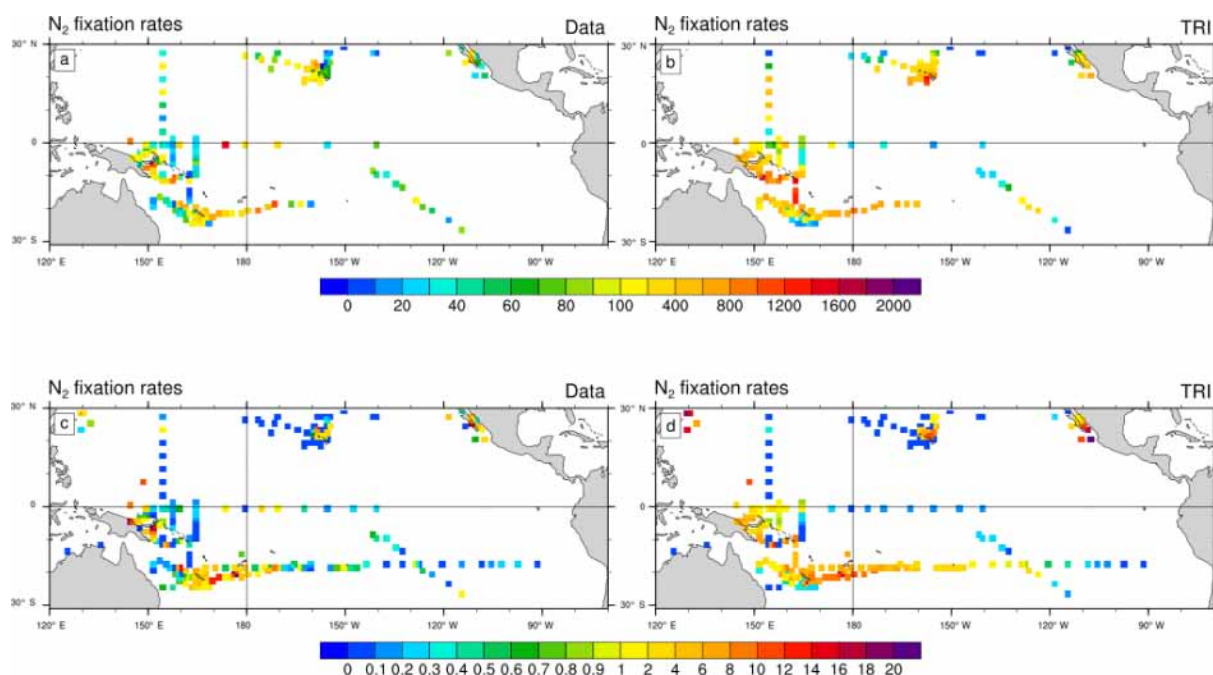 N₂ fixation rates Data
N₂ fixation rates TRI
30° N
a
b
0
30° S
120° E 150° E 180 150° W 120° W 90° W
120° E 150° E 180 150° W 120° W 90° W
0 20 40 60 80 100 400 800 1200 1600 2000
N₂ fixation rates Data
N₂ fixation rates TRI
30° N
30° N
c
d
0
0
30° S
30° S
120° E 150° E 180 150° W 120° W 90° W
120° E 150° E 180 150° W 120° W 90° W
0 0.1 0.2 0.3 0.4 0.5 0.6 0.7 0.8 0.9 1 2 4 6 8 10 12 14 16 18 20